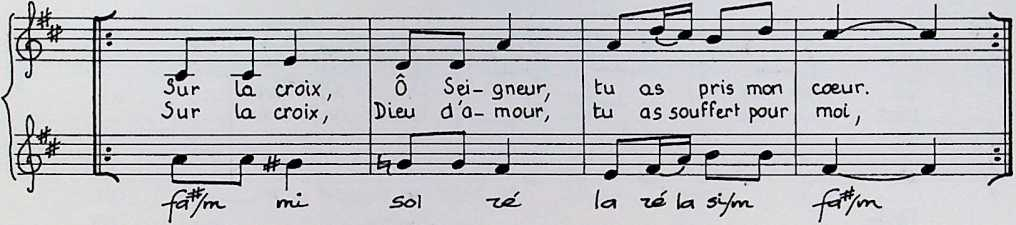 Sur la croix, Ô Sei-gneur, tu as pris mon coeur.
Sur la croix, Dieu d'a-mour, tu as souffert pour moi,
fa#/m mi sol ré la ré la si/m fa#/m